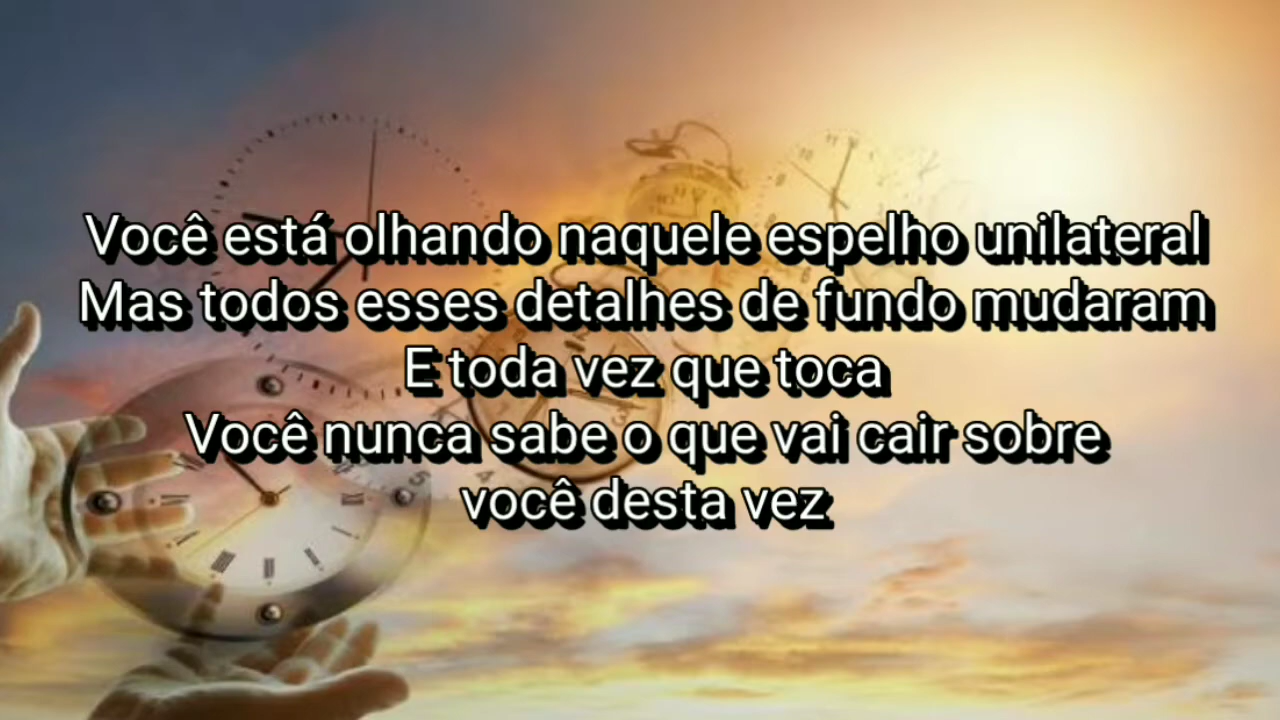 Você está olhando naquele espelho unilateral
Mas todos esses detalhes de fundo mudaram
E toda vez que toca
Você nunca sabe o que vai cair sobre
você desta vez